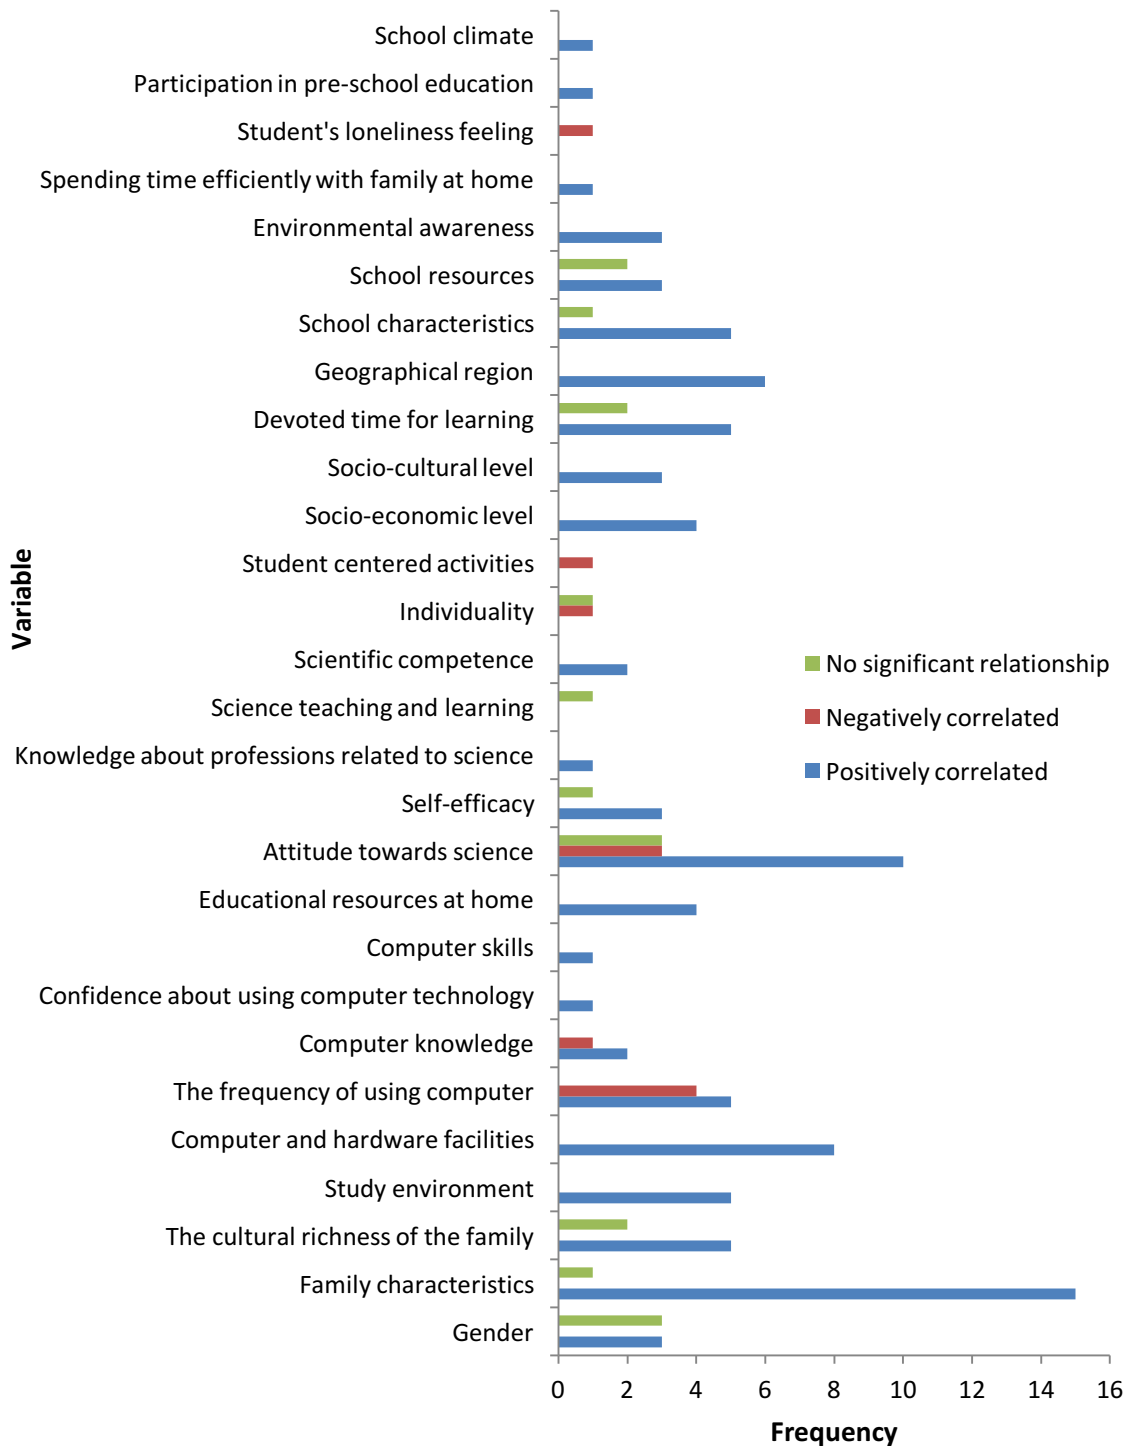 School climate
Participation in pre-school education
Student's loneliness feeling
Spending time efficiently with family at home
Environmental awareness
School resources
School characteristics
Geographical region
Devoted time for learning
Socio-cultural level
Socio-economic level
Student centered activities
Individuality
Scientific competence
Science teaching and learning
Knowledge about professions related to science
Self-efficacy
Attitude towards science
Educational resources at home
Computer skills
Confidence about using computer technology
Computer knowledge
The frequency of using computer
Computer and hardware facilities
Study environment
The cultural richness of the family
Family characteristics
Gender
Variable
No significant relationship
Negatively correlated
Positively correlated
0 2 4 6 8 10 12 14 16
Frequency